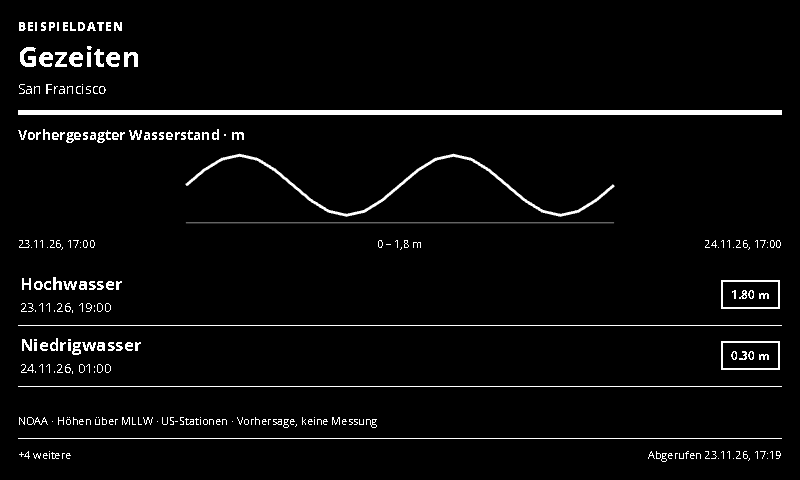 BEISPIELDATEN
Gezeiten
San Francisco
Vorhergesagter Wasserstand · m
23.11.26, 17:00 0 – 1,8 m 24.11.26, 17:00
Hochwasser
23.11.26, 19:00
1.80 m
Niedrigwasser
24.11.26, 01:00
0.30 m
NOAA · Höhen über MLLW · US-Stationen · Vorhersage, keine Messung
+4 weitere Abgerufen 23.11.26, 17:19